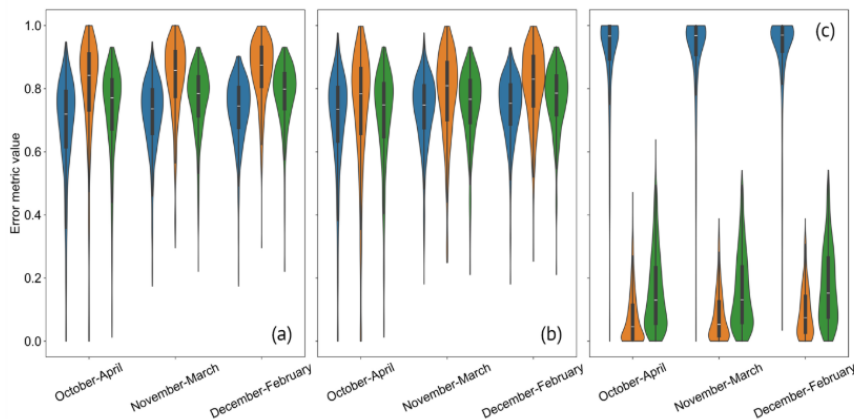 Error metric value
1.0
0.8
0.6
0.4
0.2
0.0
(a)
(b)
(c)
October-April
November-March
December-February
October-April
November-March
December-February
October-April
November-March
December-February